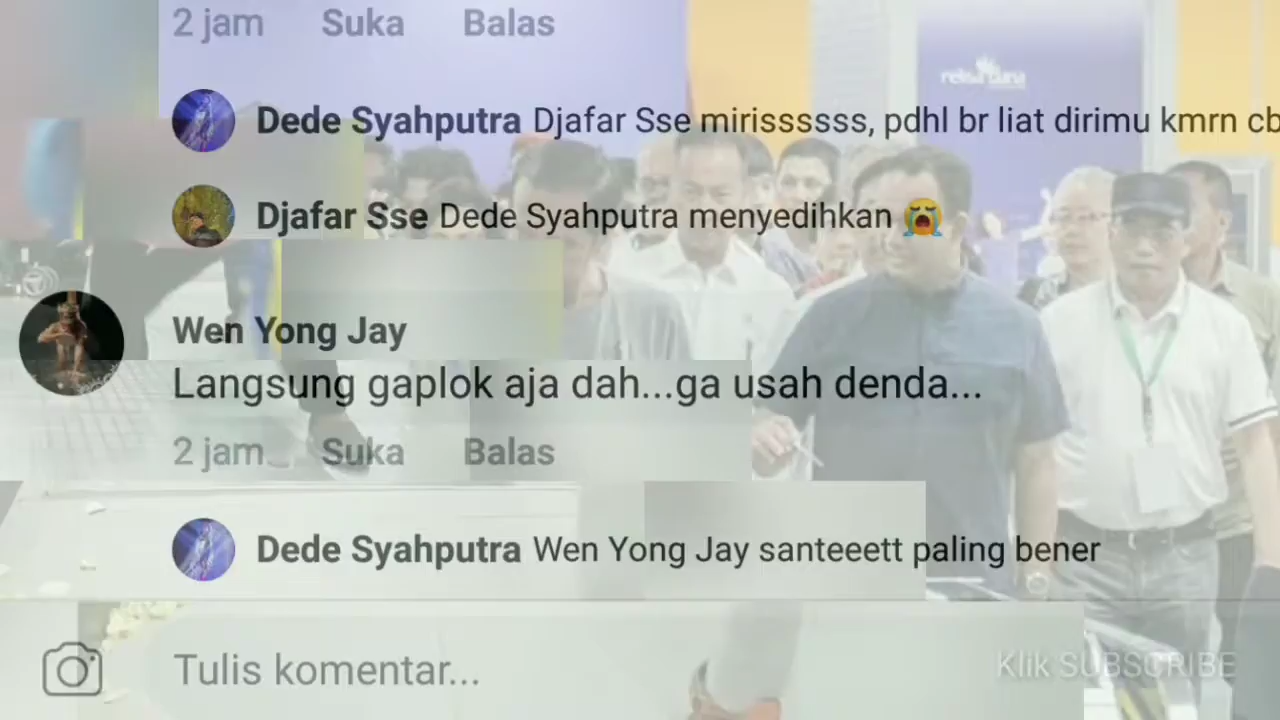 2 jam Suka Balas
Dede Syahputra Djafar Sse mirissssss, pdhl br liat dirimu kmrn cb
Djafar Sse Dede Syahputra menyedihkan 😭
Wen Yong Jay
Langsung gaplok aja dah...ga usah denda...
2 jam Suka Balas
Dede Syahputra Wen Yong Jay santeeett paling bener
Tulis komentar...
Klik SUBSCRIBE